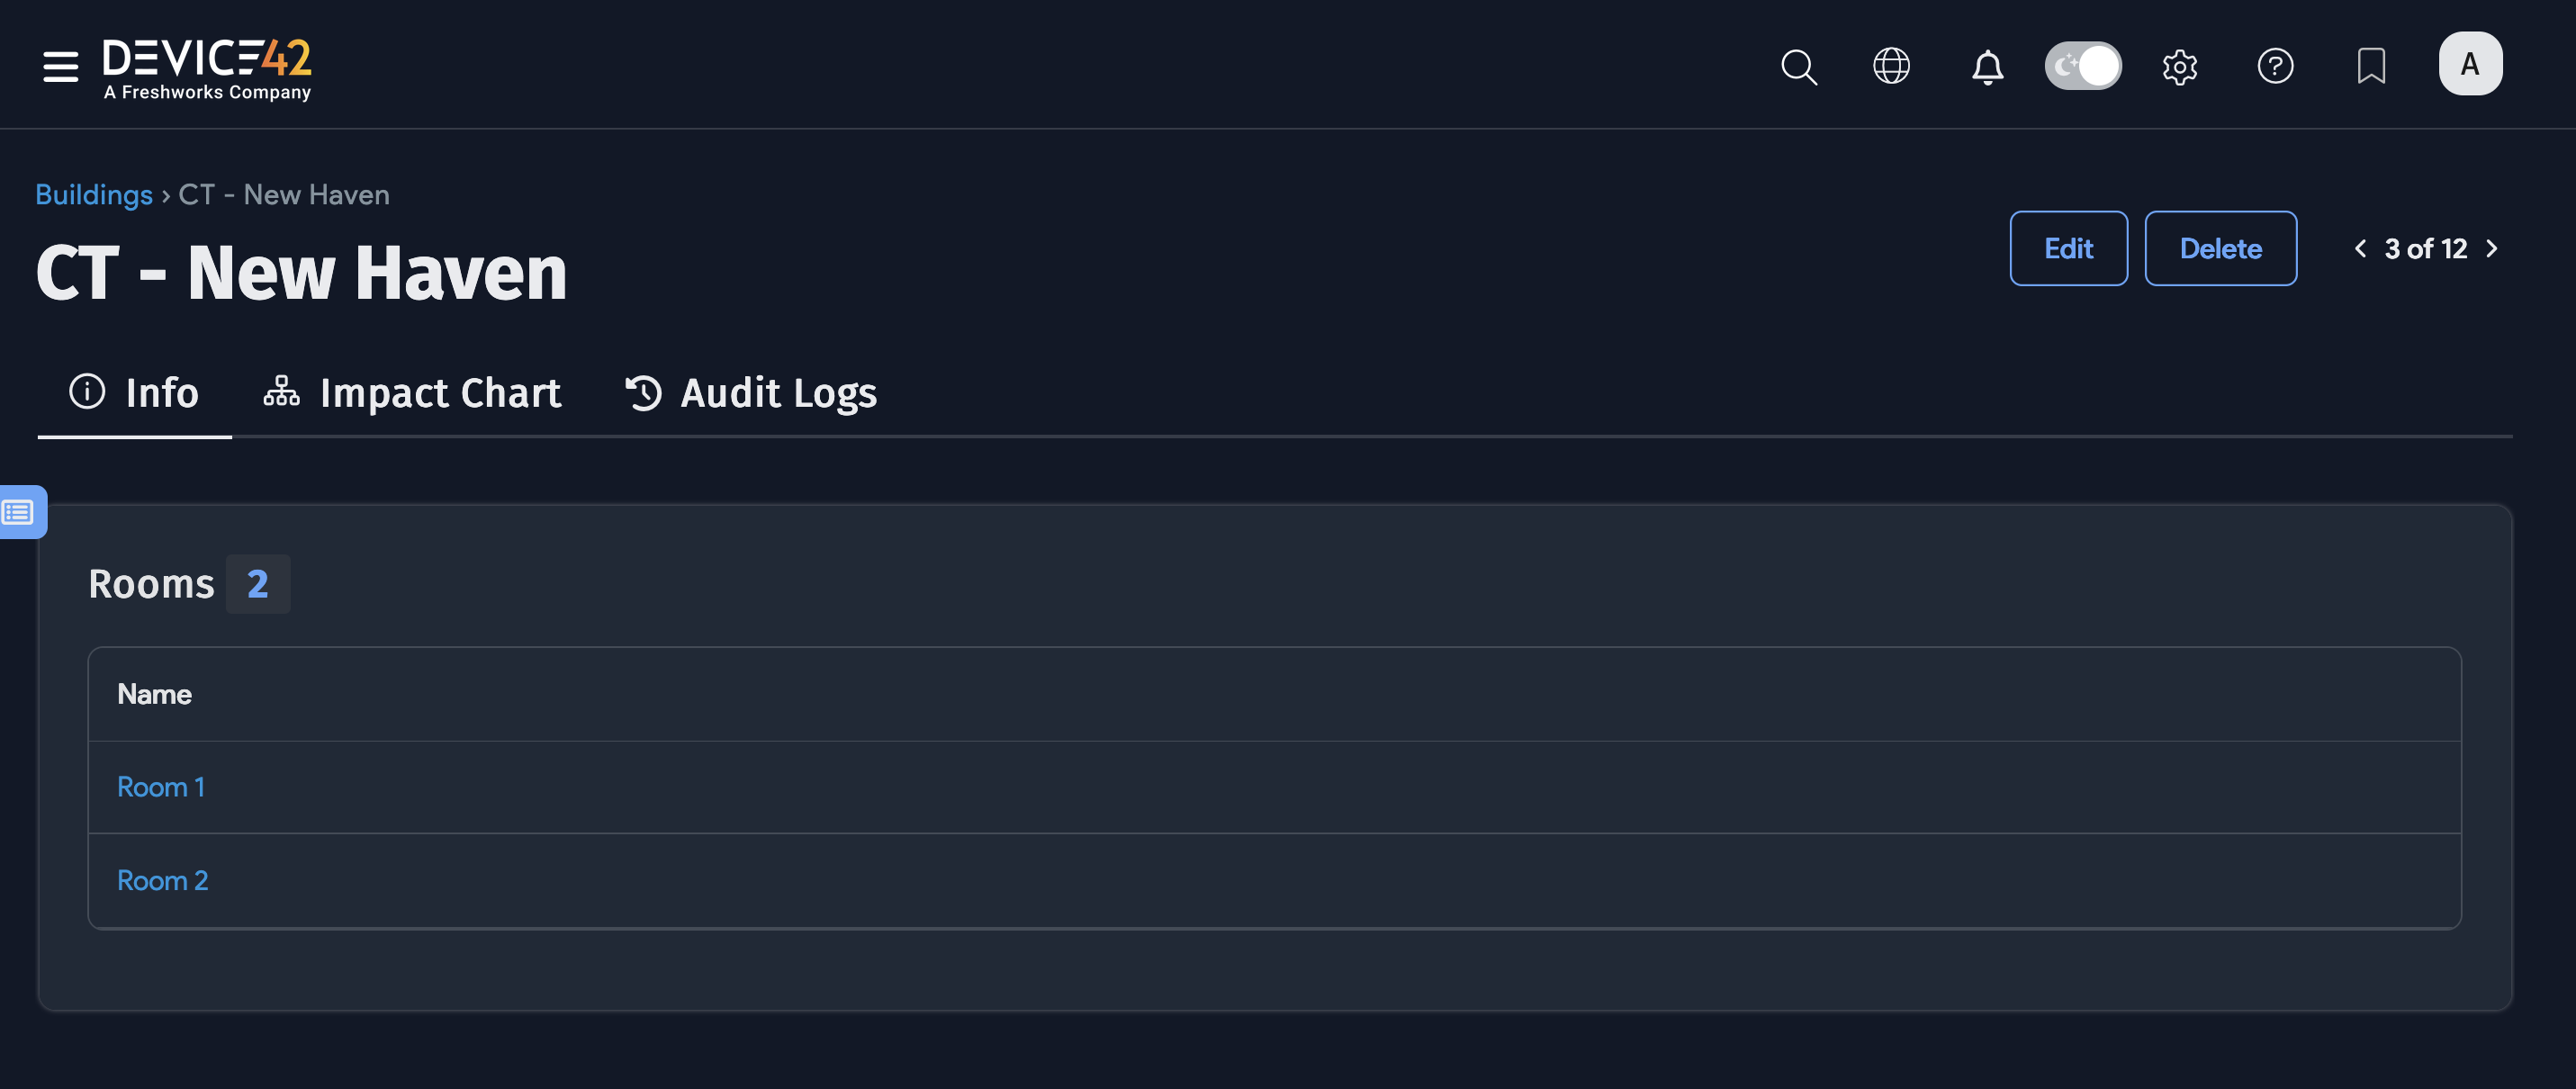 DEVICE42
A Freshworks Company
A
Buildings › CT - New Haven
CT - New Haven
Edit
Delete
3 of 12
Info
Impact Chart
Audit Logs
Rooms 2
Name
Room 1
Room 2